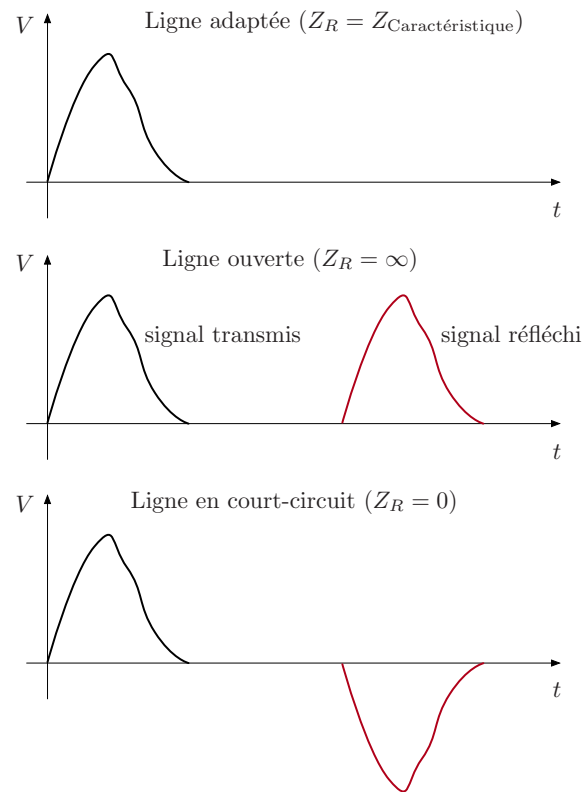 Ligne adaptée (Z_R = Z_Caractéristique)
V
t
Ligne ouverte (Z_R = ∞)
V
signal transmis
signal réfléchi
t
Ligne en court-circuit (Z_R = 0)
V
t